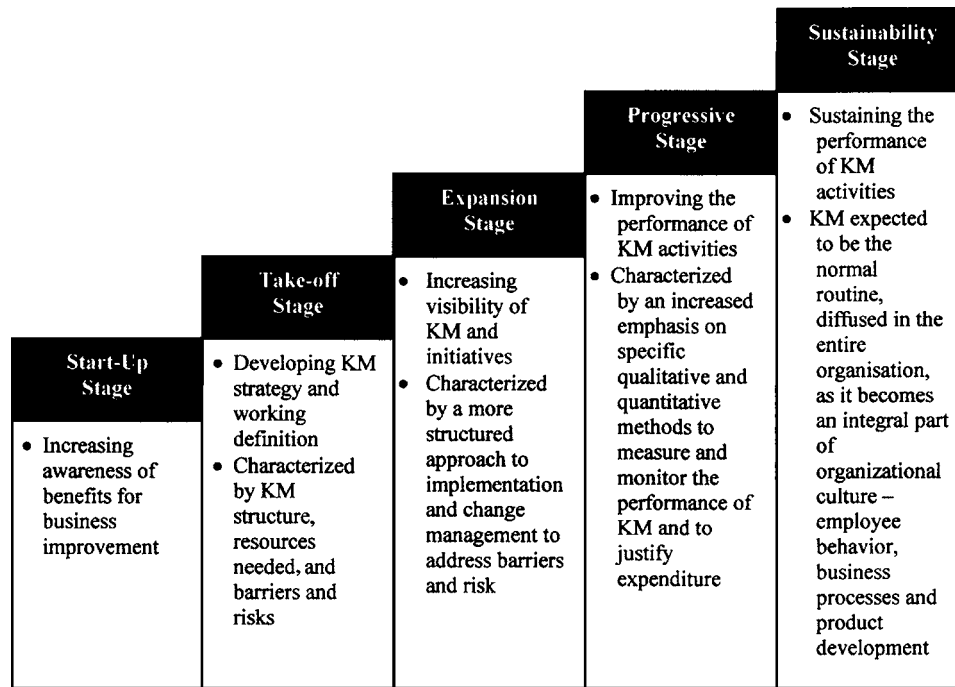 Start-Up
Stage
• Increasing
awareness of
benefits for
business
improvement
Take-off
Stage
• Developing KM
strategy and
working
definition
• Characterized
by KM
structure,
resources
needed, and
barriers and
risks
Expansion
Stage
• Increasing
visibility of
KM and
initiatives
• Characterized
by a more
structured
approach to
implementation
and change
management to
address barriers
and risk
Progressive
Stage
• Improving the
performance of
KM activities
• Characterized
by an increased
emphasis on
specific
qualitative and
quantitative
methods to
measure and
monitor the
performance of
KM and to
justify
expenditure
Sustainability
Stage
• Sustaining the
performance
of KM
activities
• KM expected
to be the
normal
routine,
diffused in the
entire
organisation,
as it becomes
an integral part
of
organizational
culture –
employee
behavior,
business
processes and
product
development